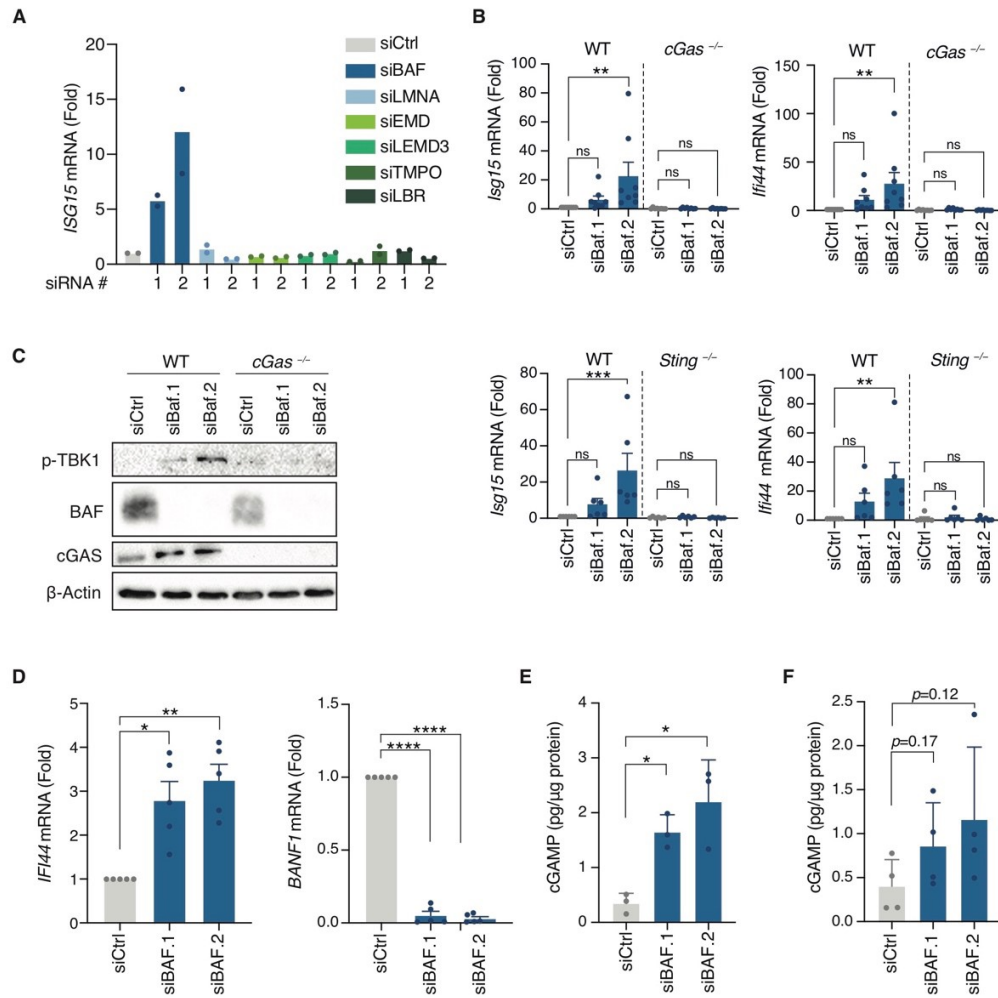 A
ISG15 mRNA (Fold)
20
15
10
5
0
siRNA #
1 2 1 2 1 2 1 2 1 2 1 2
siCtrl
siBAF
siLMNA
siEMD
siLEMD3
siTMPO
siLBR
B
WT cGas –/–
Isg15 mRNA (Fold)
100
80
60
40
20
0
**
ns
ns
ns
siCtrl siBaf.1 siBaf.2 siCtrl siBaf.1 siBaf.2
WT cGas –/–
Ifi44 mRNA (Fold)
150
100
50
0
**
ns
ns
ns
siCtrl siBaf.1 siBaf.2 siCtrl siBaf.1 siBaf.2
WT Sting –/–
Isg15 mRNA (Fold)
80
60
40
20
0
***
ns
ns
ns
siCtrl siBaf.1 siBaf.2 siCtrl siBaf.1 siBaf.2
WT Sting –/–
Ifi44 mRNA (Fold)
100
80
60
40
20
0
**
ns
ns
ns
siCtrl siBaf.1 siBaf.2 siCtrl siBaf.1 siBaf.2
C
WT cGas –/–
siCtrl siBaf.1 siBaf.2 siCtrl siBaf.1 siBaf.2
p-TBK1
BAF
cGAS
β-Actin
D
IFI44 mRNA (Fold)
5
4
3
2
1
0
**
*
siCtrl siBAF.1 siBAF.2
BANF1 mRNA (Fold)
1.5
1.0
0.5
0.0
****
****
siCtrl siBAF.1 siBAF.2
E
cGAMP (pg/µg protein)
4
3
2
1
0
*
*
siCtrl siBAF.1 siBAF.2
F
cGAMP (pg/µg protein)
2.5
2.0
1.5
1.0
0.5
0.0
p=0.12
p=0.17
siCtrl siBAF.1 siBAF.2